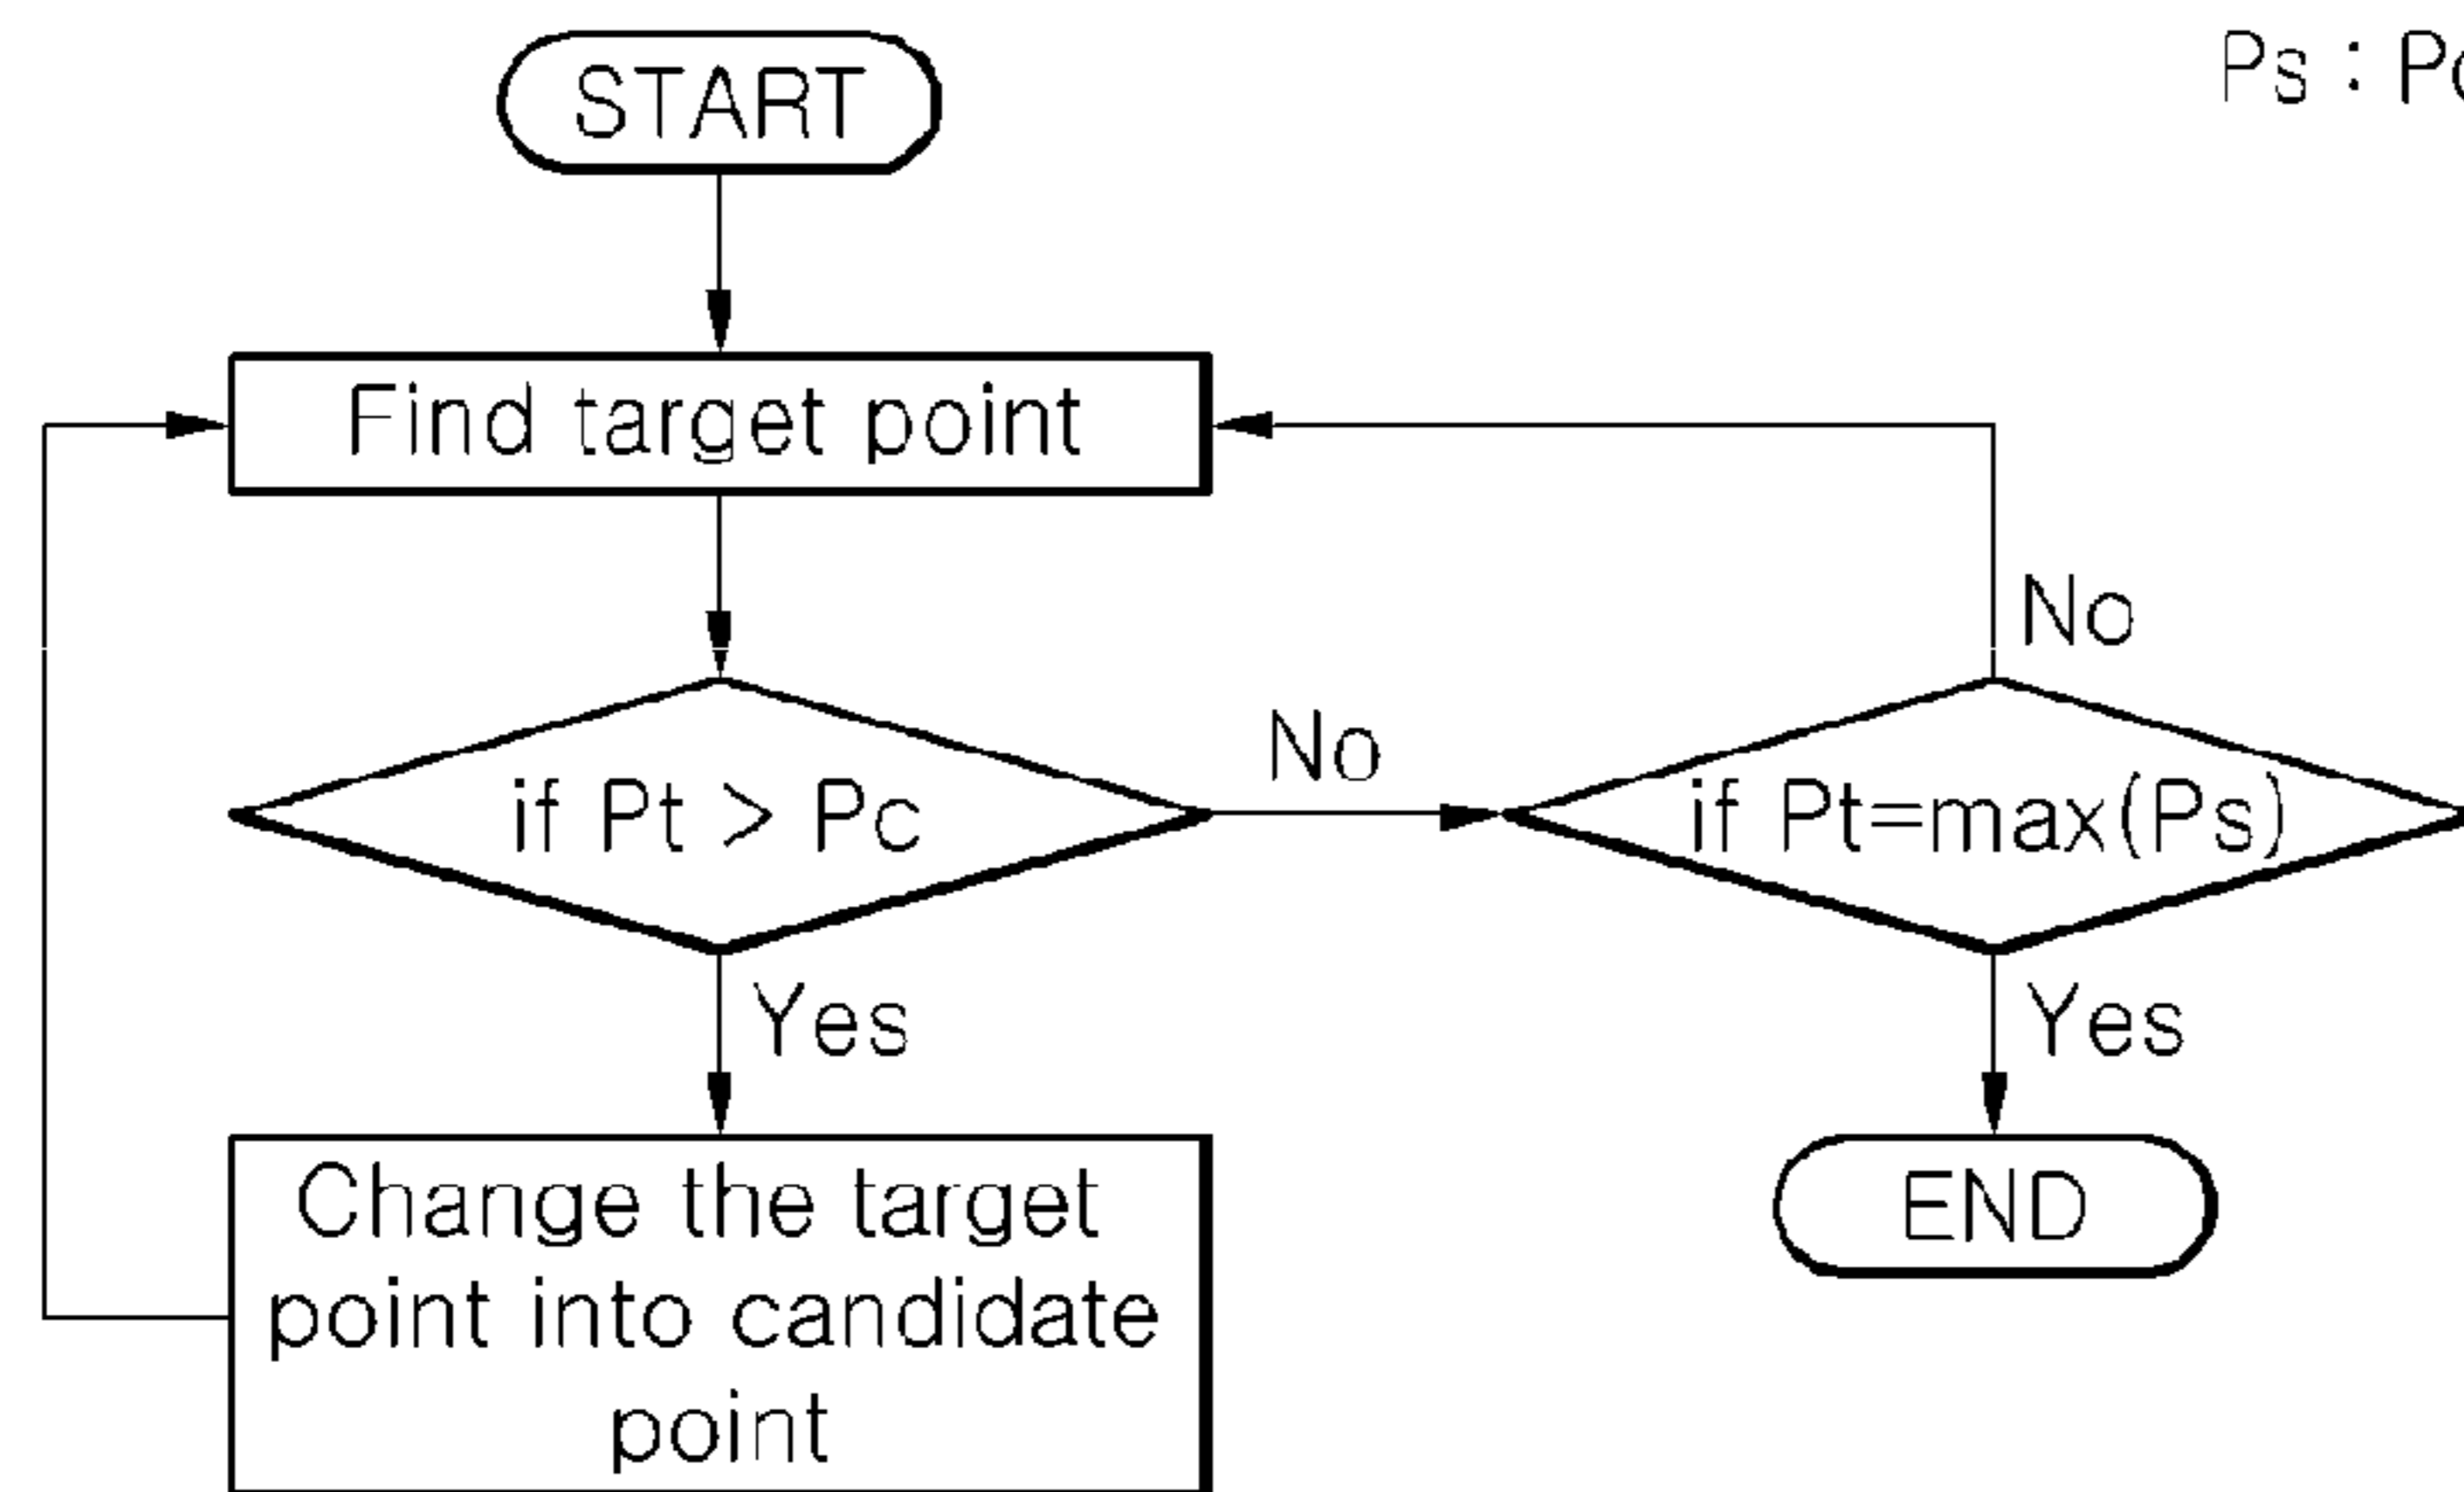 START
Ps :
Find target point
No
if Pt > Pc
No
if Pt=max(Ps)
Yes
Yes
Change the target
point into candidate
point
END